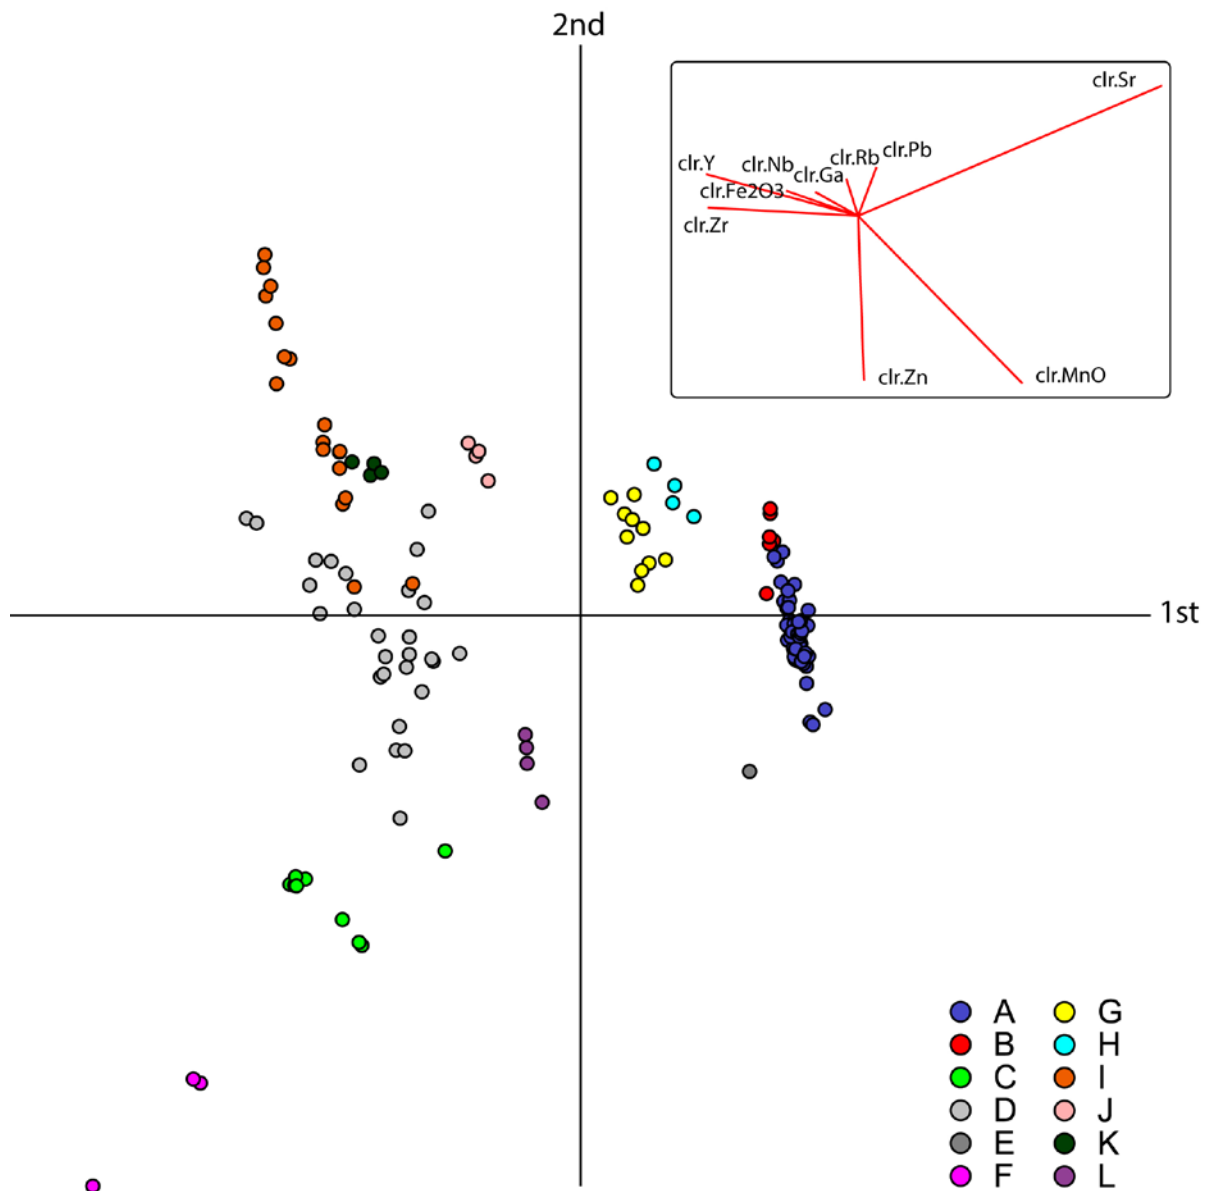 2nd
clr.Sr
clr.Rb clr.Pb
clr.Y clr.Nb clr.Ga
clr.Fe2O3
clr.Zr
clr.Zn clr.MnO
1st
A G
B H
C I
D J
E K
F L